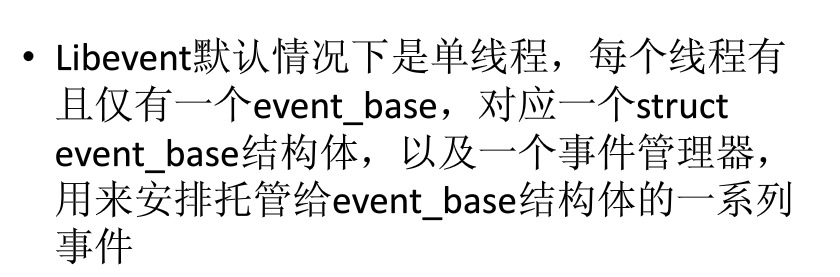 • Libevent默认情况下是单线程，每个线程有
且仅有一个event_base，对应一个struct
event_base结构体，以及一个事件管理器，
用来安排托管给event_base结构体的一系列
事件